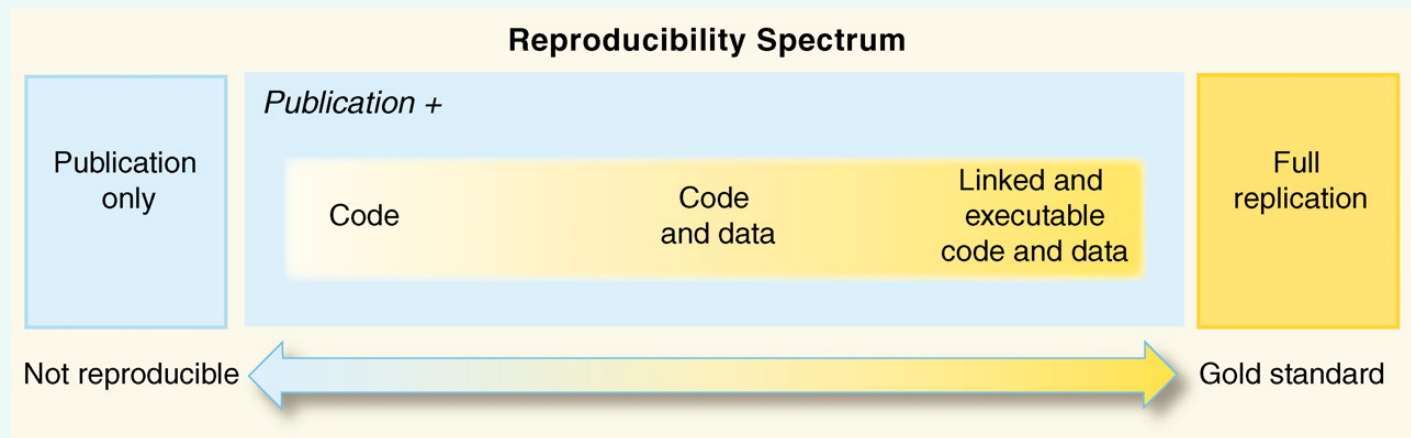 Reproducibility Spectrum
Publication
only
Publication +
Code
Code
and data
Linked and
executable
code and data
Full
replication
Not reproducible
Gold standard